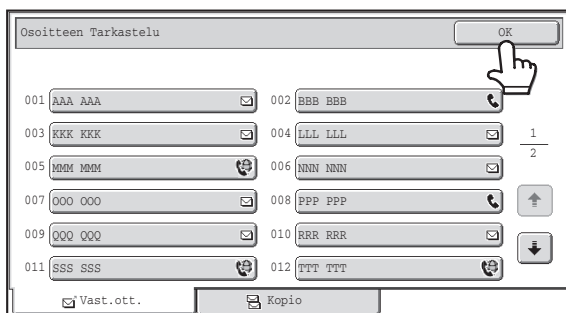 Osoitteen Tarkastelu OK
001 AAA AAA 002 BBB BBB
003 KKK KKK 004 LLL LLL
1
2
005 MMM MMM 006 NNN NNN
007 OOO OOO 008 PPP PPP
009 QQQ QQQ 010 RRR RRR
011 SSS SSS 012 TTT TTT
Vast.ott. Kopio